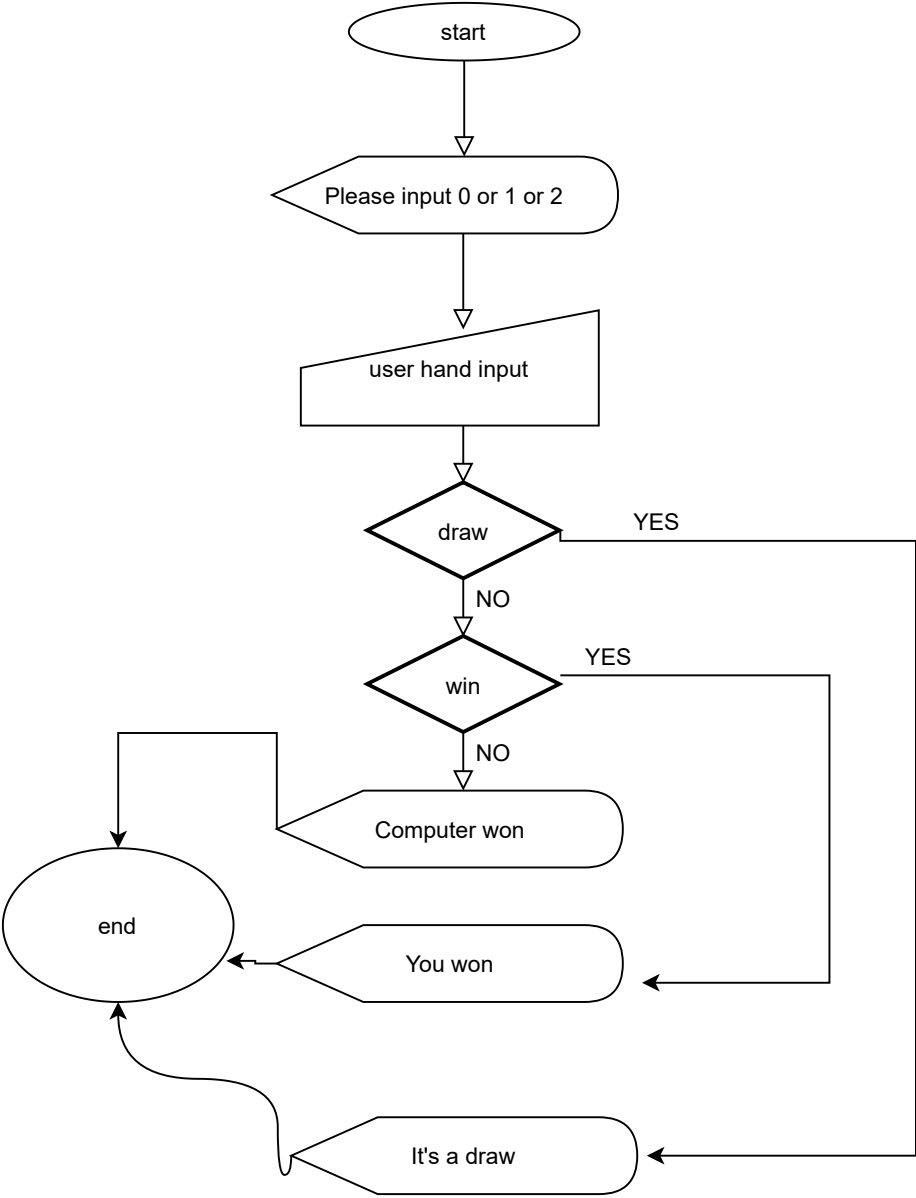 start
Please input 0 or 1 or 2
user hand input
draw
YES
NO
win
YES
NO
Computer won
end
You won
It's a draw